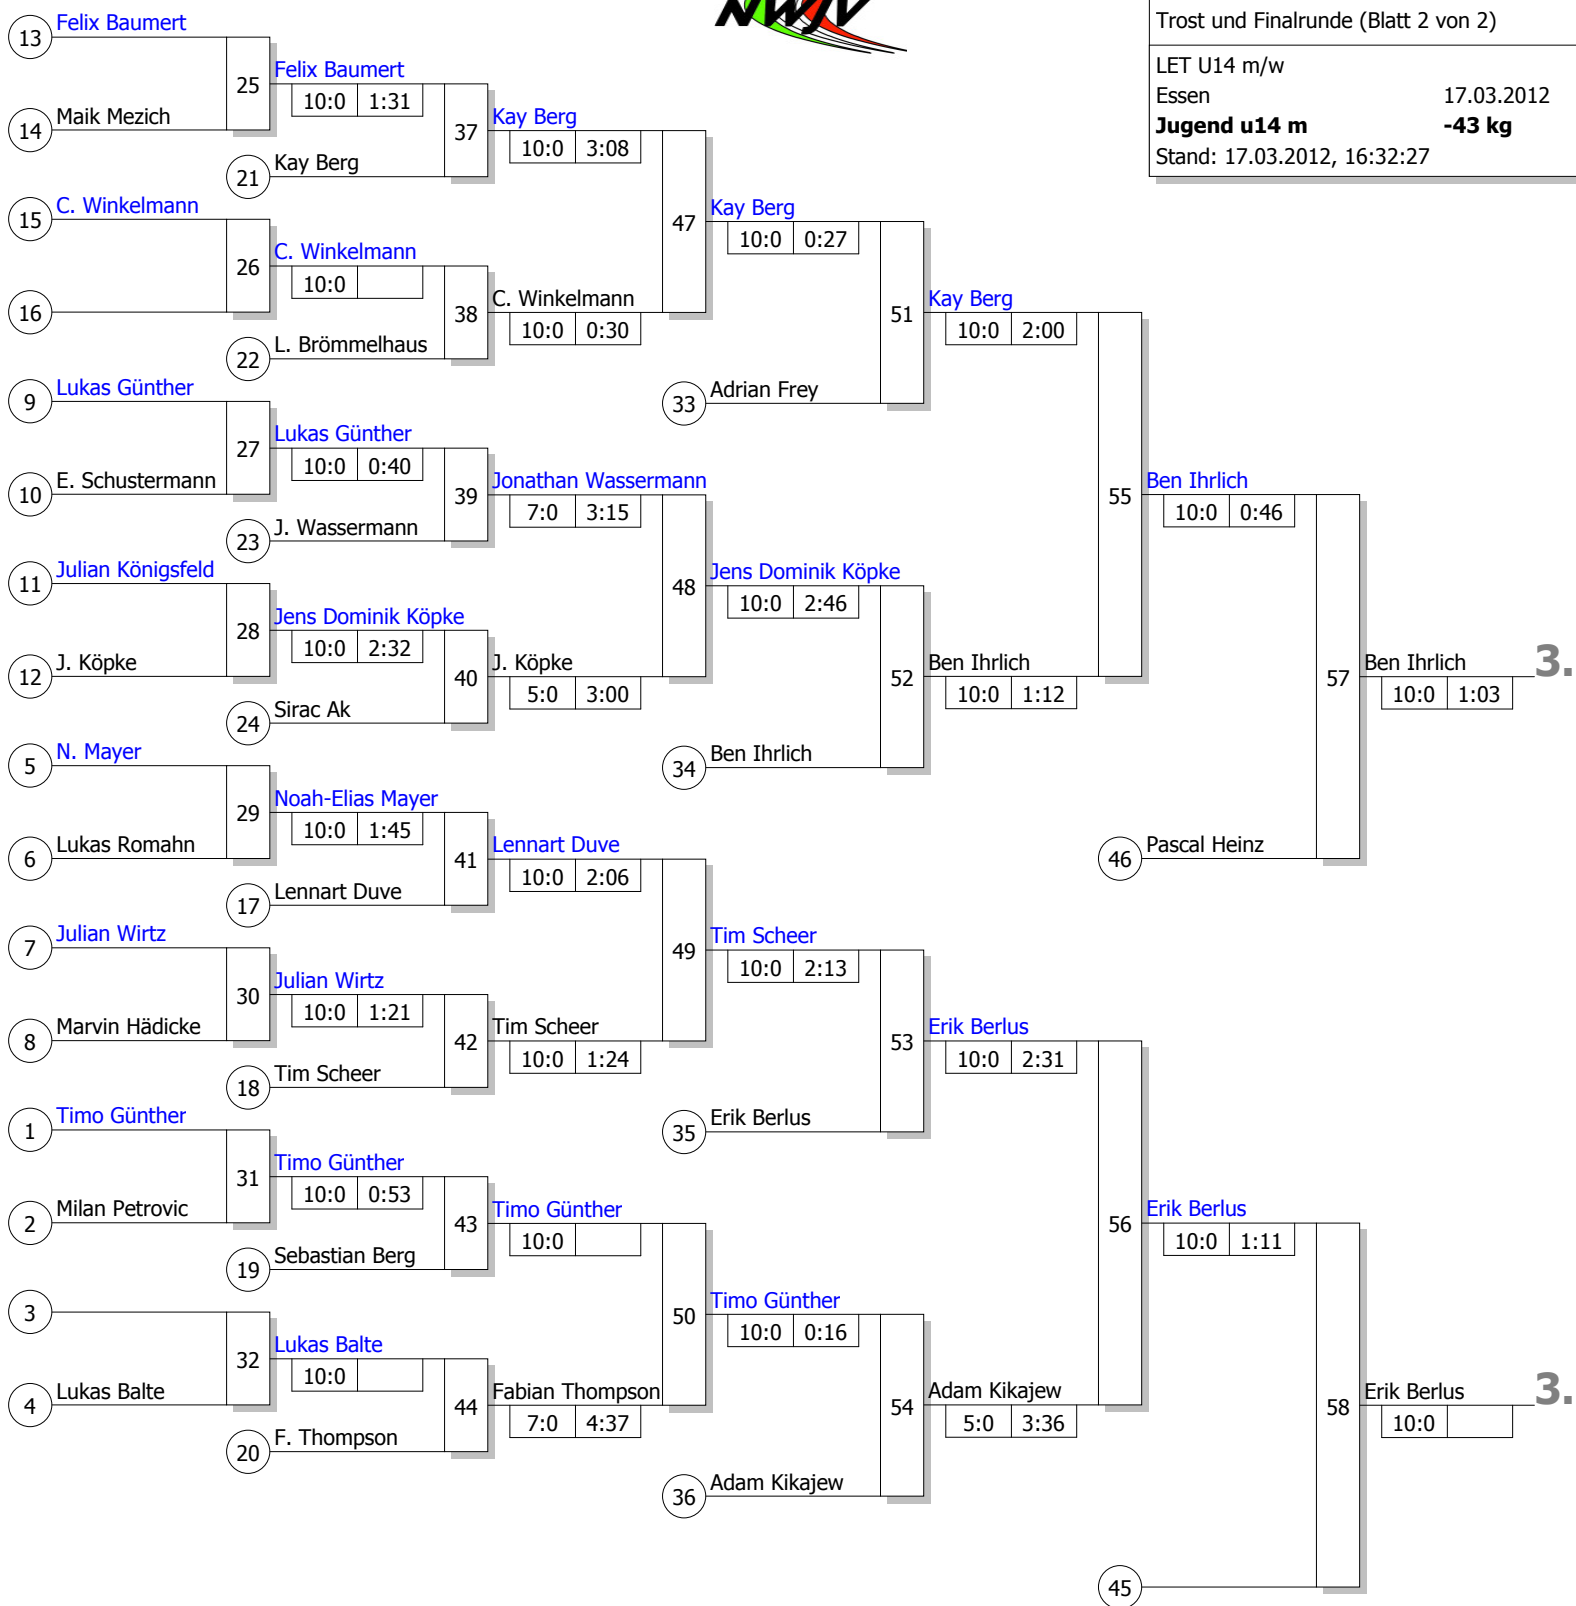 NWJV
Trost und Finalrunde (Blatt 2 von 2)
LET U14 m/w
Essen 17.03.2012
Jugend u14 m -43 kg
Stand: 17.03.2012, 16:32:27
13 Felix Baumert
25 Felix Baumert
10:0 1:31
14 Maik Mezich
37 Kay Berg
10:0 3:08
21 Kay Berg
15 C. Winkelmann
47 Kay Berg
10:0 0:27
26 C. Winkelmann
10:0
16
38 C. Winkelmann
10:0 0:30
22 L. Brömmelhaus
51 Kay Berg
10:0 2:00
9 Lukas Günther
33 Adrian Frey
27 Lukas Günther
10:0 0:40
10 E. Schustermann
39 Jonathan Wassermann
7:0 3:15
23 J. Wassermann
55 Ben Ihrlich
10:0 0:46
11 Julian Königsfeld
48 Jens Dominik Köpke
10:0 2:46
28 Jens Dominik Köpke
10:0 2:32
12 J. Köpke
40 J. Köpke
5:0 3:00
52 Ben Ihrlich
10:0 1:12
57 Ben Ihrlich 3.
10:0 1:03
24 Sirac Ak
5 N. Mayer
34 Ben Ihrlich
29 Noah-Elias Mayer
10:0 1:45
6 Lukas Romahn
41 Lennart Duve
10:0 2:06
46 Pascal Heinz
17 Lennart Duve
7 Julian Wirtz
49 Tim Scheer
10:0 2:13
30 Julian Wirtz
10:0 1:21
8 Marvin Hädicke
42 Tim Scheer
10:0 1:24
53 Erik Berlus
10:0 2:31
18 Tim Scheer
1 Timo Günther
35 Erik Berlus
31 Timo Günther
10:0 0:53
2 Milan Petrovic
43 Timo Günther
10:0
56 Erik Berlus
10:0 1:11
19 Sebastian Berg
3
50 Timo Günther
10:0 0:16
32 Lukas Balte
10:0
4 Lukas Balte
44 Fabian Thompson
7:0 4:37
54 Adam Kikajew
5:0 3:36
58 Erik Berlus 3.
10:0
20 F. Thompson
36 Adam Kikajew
45